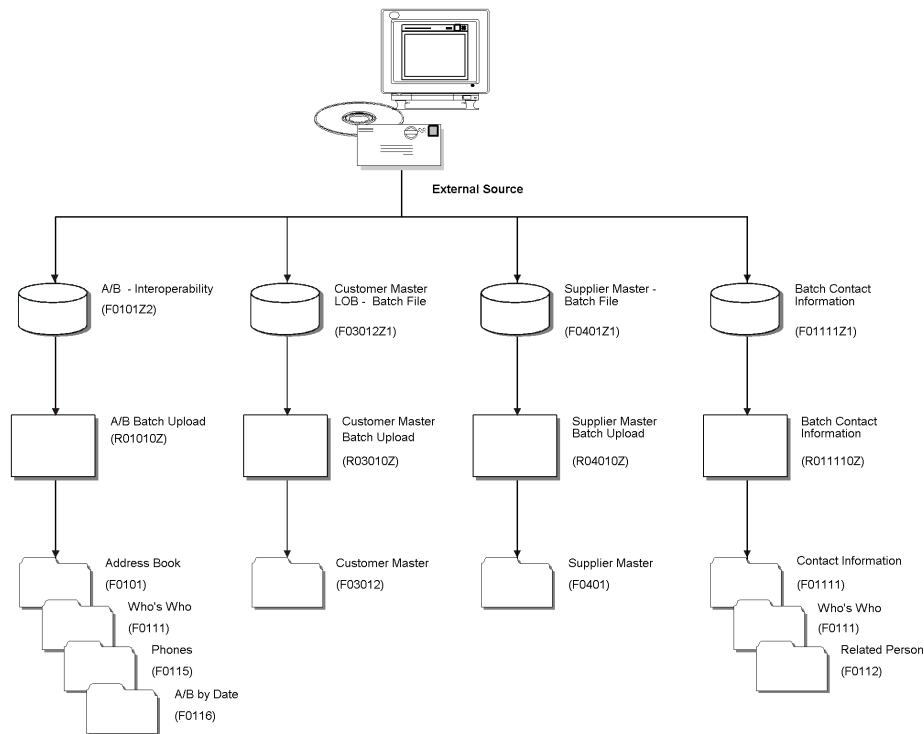 External Source
A/B - Interoperability
(F0101Z2)
Customer Master
LOB - Batch File
(F03012Z1)
Supplier Master -
Batch File
(F0401Z1)
Batch Contact
Information
(F01111Z1)
A/B Batch Upload
(R01010Z)
Customer Master
Batch Upload
(R03010Z)
Supplier Master
Batch Upload
(R04010Z)
Batch Contact
Information
(R011110Z)
Address Book
(F0101)
Who's Who
(F0111)
Phones
(F0115)
A/B by Date
(F0116)
Customer Master
(F03012)
Supplier Master
(F0401)
Contact Information
(F01111)
Who's Who
(F0111)
Related Person
(F0112)